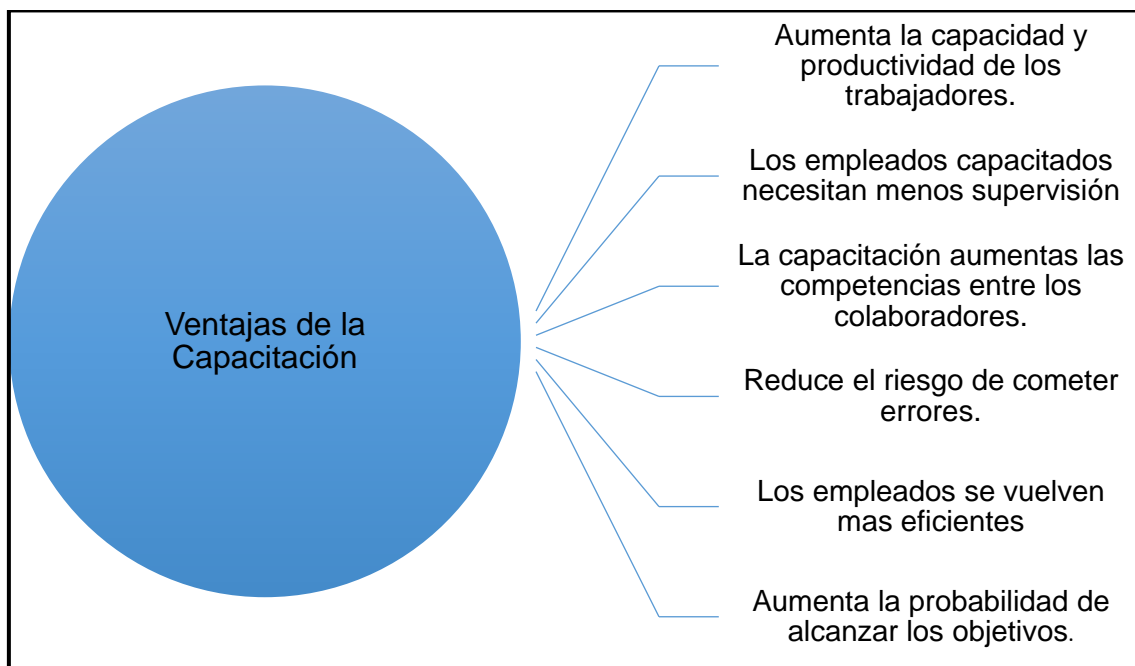 Ventajas de la
Capacitación
Aumenta la capacidad y
productividad de los
trabajadores.
Los empleados capacitados
necesitan menos supervisión
La capacitación aumentas las
competencias entre los
colaboradores.
Reduce el riesgo de cometer
errores.
Los empleados se vuelven
mas eficientes
Aumenta la probabilidad de
alcanzar los objetivos.